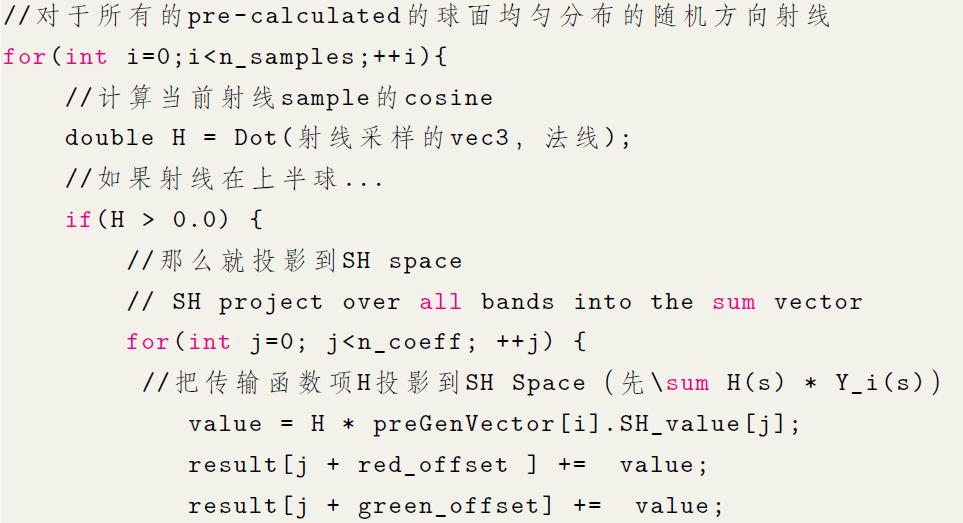 //对于所有的pre-calculated的球面均匀分布的随机方向射线
for(int i=0;i<n_samples;++i){
//计算当前射线sample的cosine
double H = Dot(射线采样的vec3, 法线);
//如果射线在上半球...
if(H > 0.0) {
//那么就投影到SH space
// SH project over all bands into the sum vector
for(int j=0; j<n_coeff; ++j) {
//把传输函数项H投影到SH Space (先\sum H(s) * Y_i(s))
value = H * preGenVector[i].SH_value[j];
result[j + red_offset ] +=  value;
result[j + green_offset] +=  value;